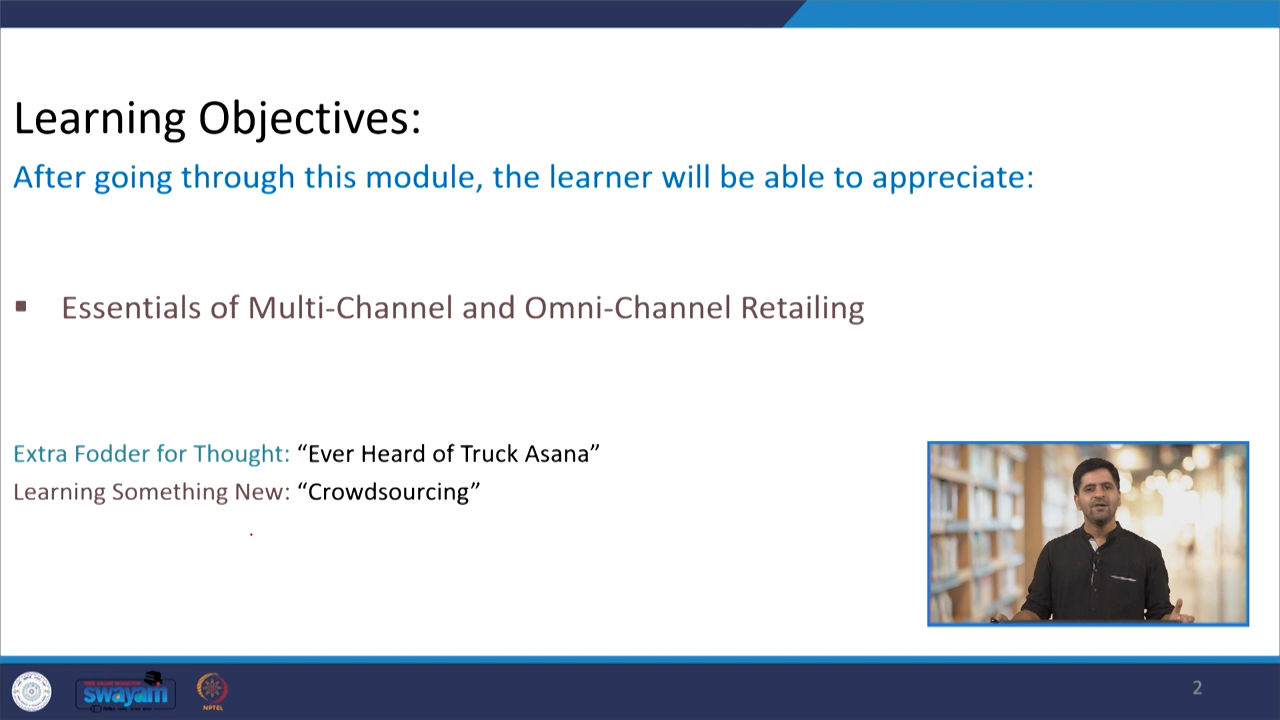 Learning Objectives:
After going through this module, the learner will be able to appreciate:
▪ Essentials of Multi-Channel and Omni-Channel Retailing
Extra Fodder for Thought: “Ever Heard of Truck Asana”
Learning Something New: “Crowdsourcing”
swayam
NPTEL
2